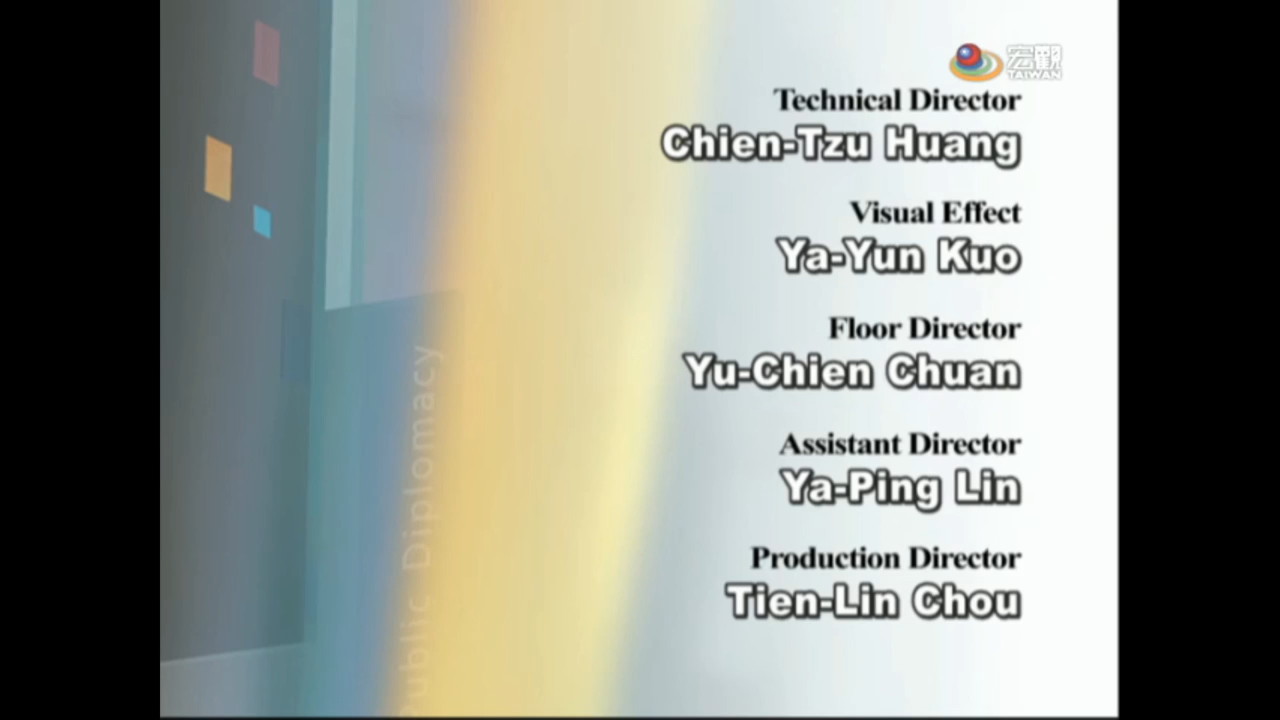 宏觀
TAIWAN
Technical Director
Chien-Tzu Huang
Visual Effect
Ya-Yun Kuo
Floor Director
Yu-Chien Chuan
Assistant Director
Ya-Ping Lin
Production Director
Tien-Lin Chou
Public Diplomacy